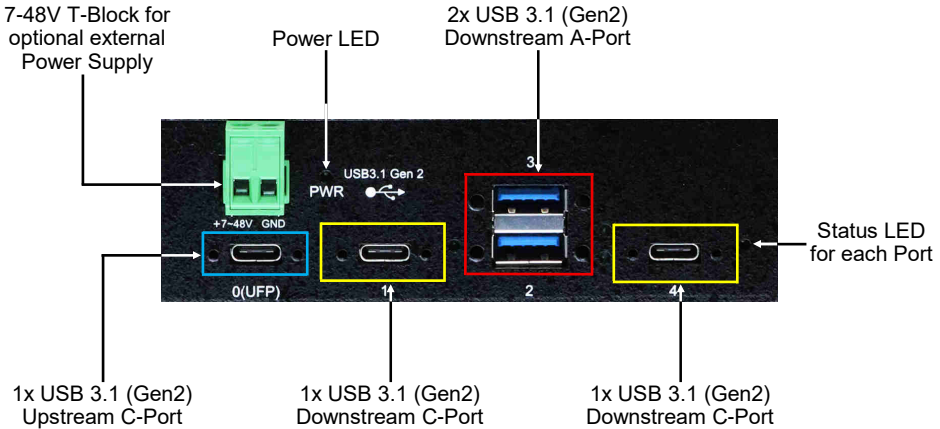 7-48V T-Block for
optional external
Power Supply
Power LED
2x USB 3.1 (Gen2)
Downstream A-Port
3
USB3.1 Gen 2
PWR
+7~48V GND
Status LED
for each Port
0(UFP)
1
2
4
1x USB 3.1 (Gen2)
Upstream C-Port
1x USB 3.1 (Gen2)
Downstream C-Port
1x USB 3.1 (Gen2)
Downstream C-Port